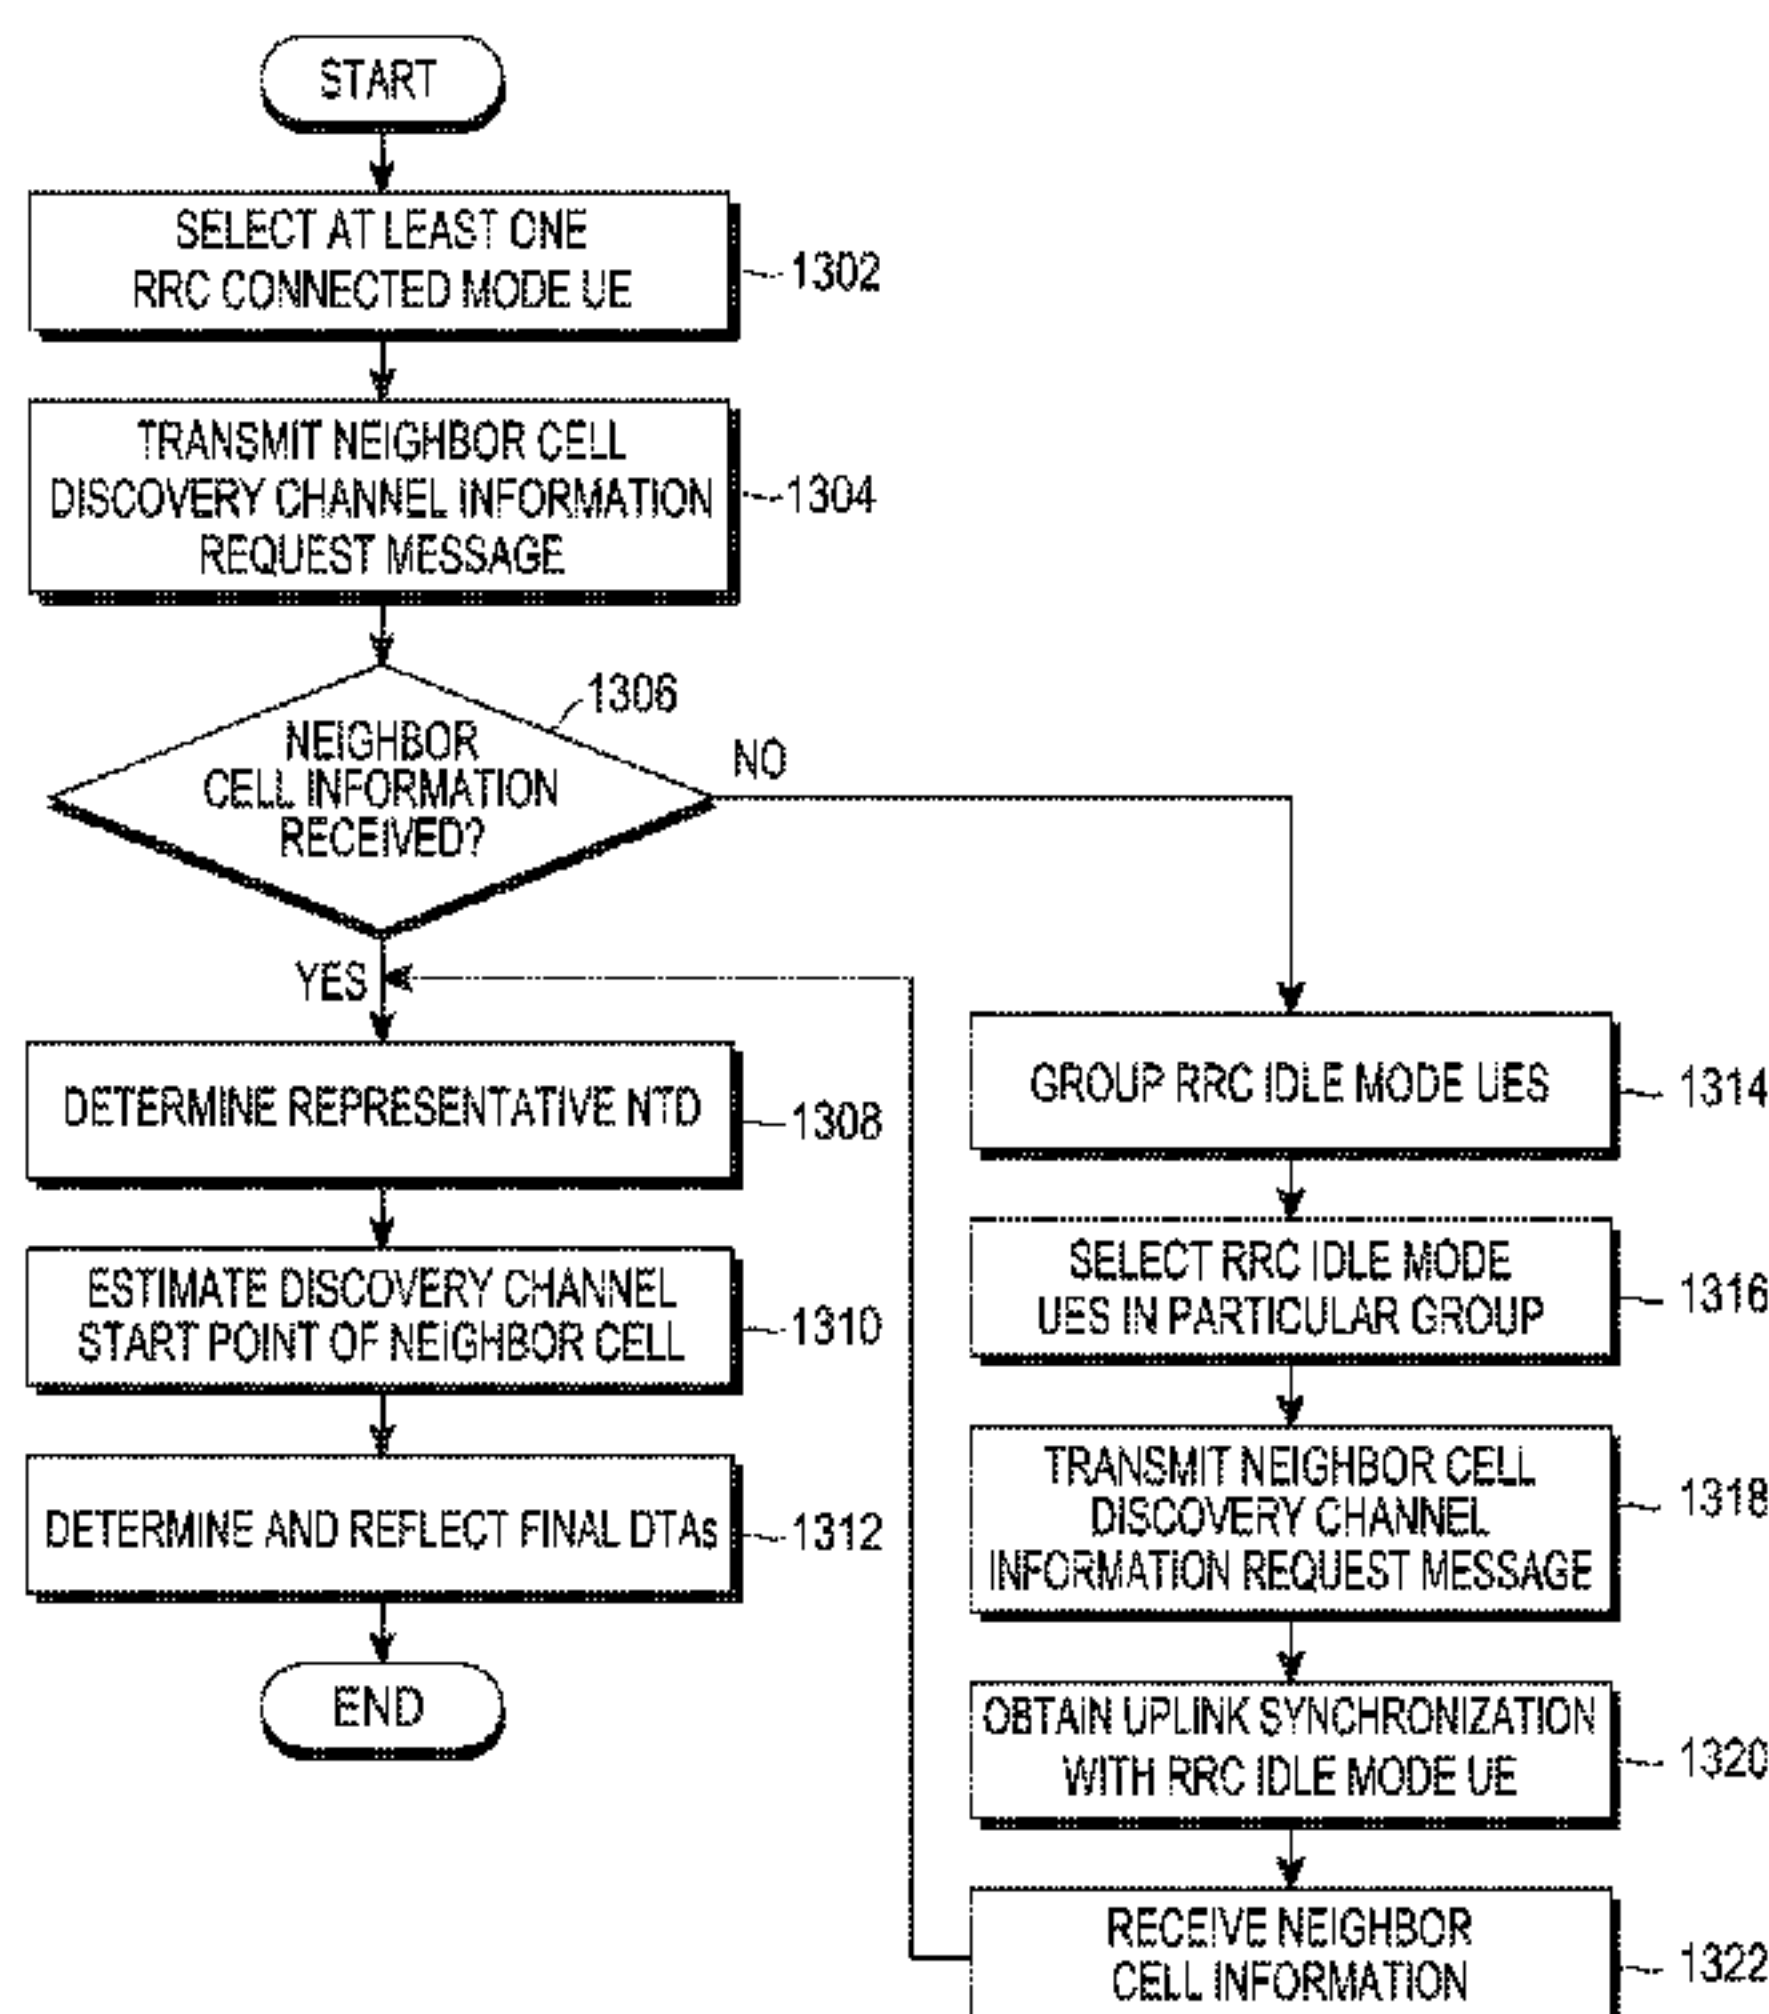 START
SELECT AT LEAST ONE
RRC CONNECTED MODE UE
1302
TRANSMIT NEIGHBOR CELL
DISCOVERY CHANNEL INFORMATION
REQUEST MESSAGE
1304
1306
NEIGHBOR
CELL INFORMATION
RECEIVED?
NO
YES
DETERMINE REPRESENTATIVE NTD
1308
ESTIMATE DISCOVERY CHANNEL
START POINT OF NEIGHBOR CELL
1310
DETERMINE AND REFLECT FINAL DTAs
1312
END
GROUP RRC IDLE MODE UES
1314
SELECT RRC IDLE MODE
UES IN PARTICULAR GROUP
1316
TRANSMIT NEIGHBOR CELL
DISCOVERY CHANNEL
INFORMATION REQUEST MESSAGE
1318
OBTAIN UPLINK SYNCHRONIZATION
WITH RRC IDLE MODE UE
1320
RECEIVE NEIGHBOR
CELL INFORMATION
1322